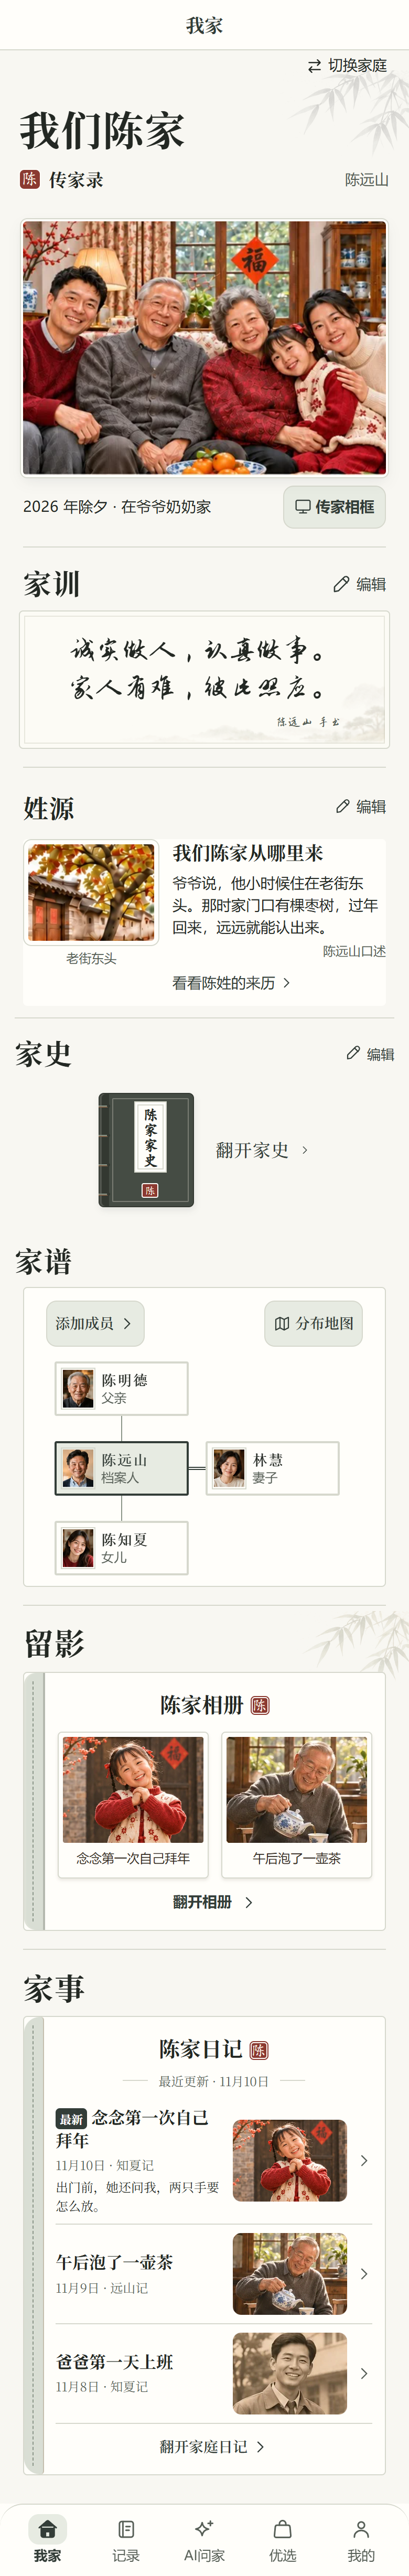 我家
切换家庭
我们陈家
陈 传家录
陈远山
福
2026 年除夕 · 在爷爷奶奶家
传家相框
家训
编辑
诚实做人，认真做事。
家人有难，彼此照应。
陈远山 手书
姓源
编辑
我们陈家从哪里来
爷爷说，他小时候住在老街东
头。那时家门口有棵枣树，过年
回来，远远就能认出来。
老街东头
陈远山口述
看看陈姓的来历
家史
编辑
陈家家史
陈
翻开家史
家谱
添加成员
分布地图
陈明德
父亲
陈远山
档案人
林慧
妻子
陈知夏
女儿
留影
陈家相册 陈
福
念念第一次自己拜年
午后泡了一壶茶
翻开相册
家事
陈家日记 陈
最近更新 · 11月10日
最新 念念第一次自己
拜年
11月10日 · 知夏记
出门前，她还问我，两只手要
怎么放。
福
午后泡了一壶茶
11月9日 · 远山记
爸爸第一天上班
11月8日 · 知夏记
翻开家庭日记
我家
记录
AI问家
优选
我的